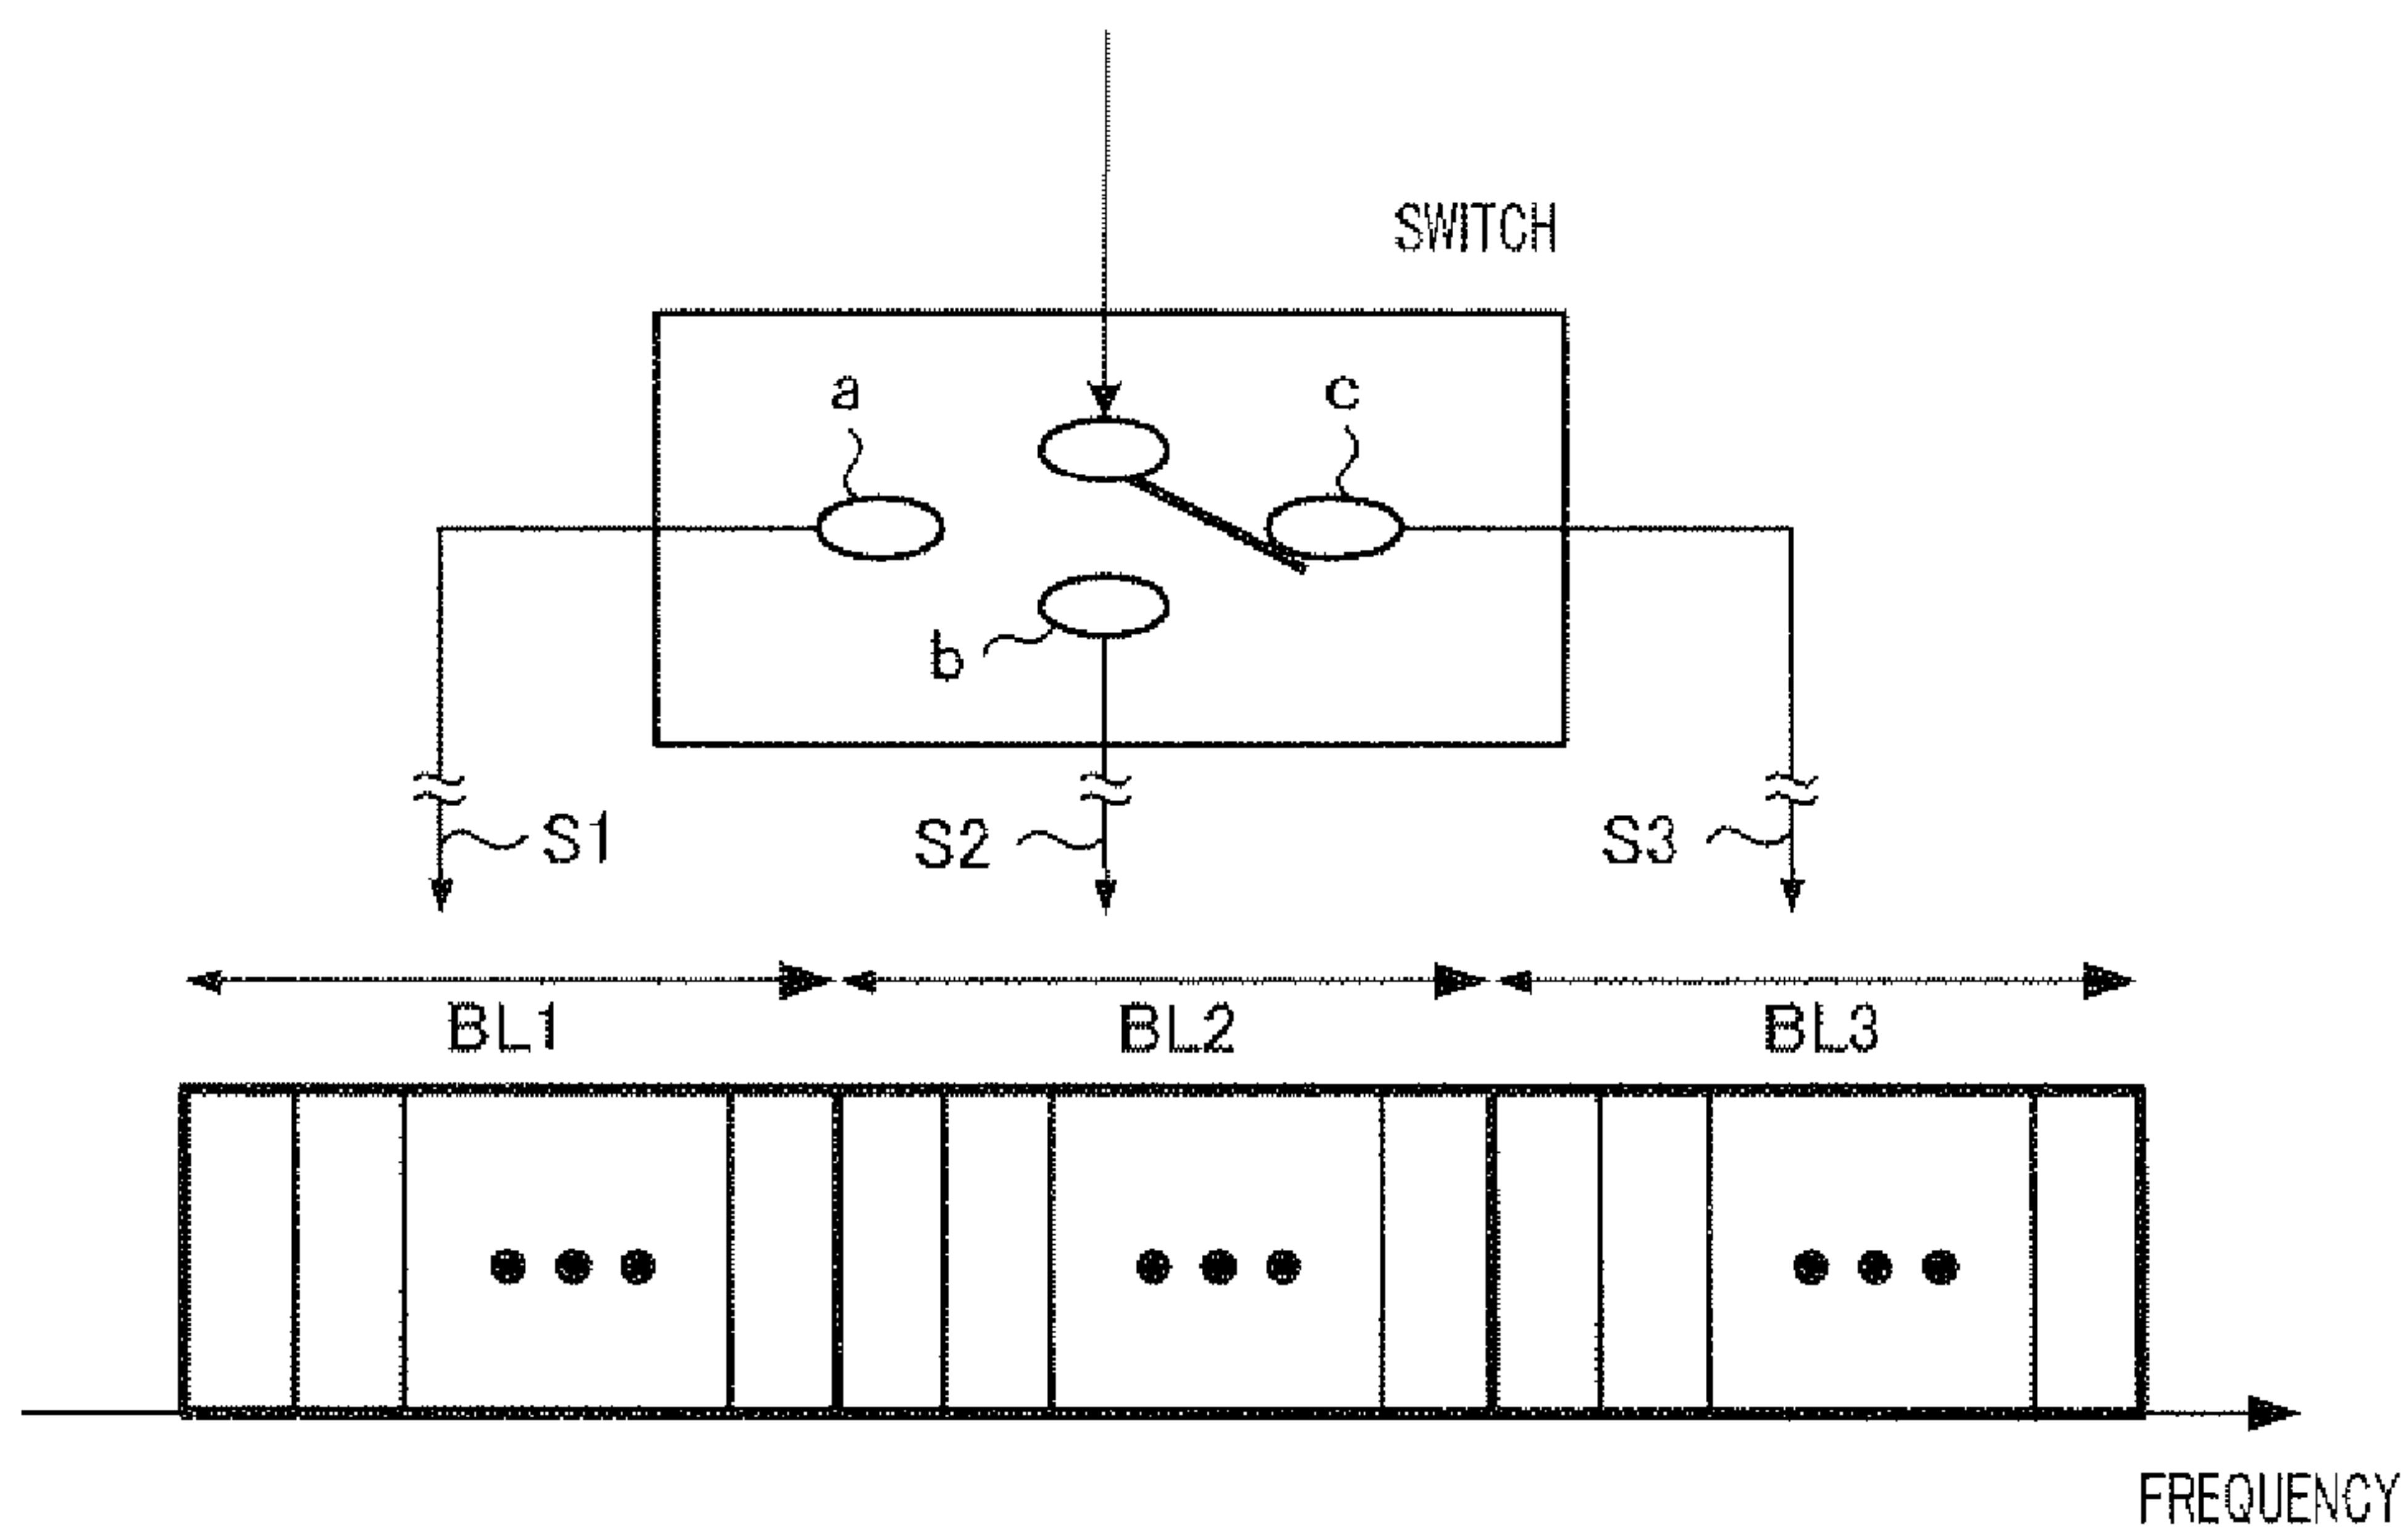 SWITCH
a
c
b
S1
S2
S3
BL1
BL2
BL3
FREQUENCY